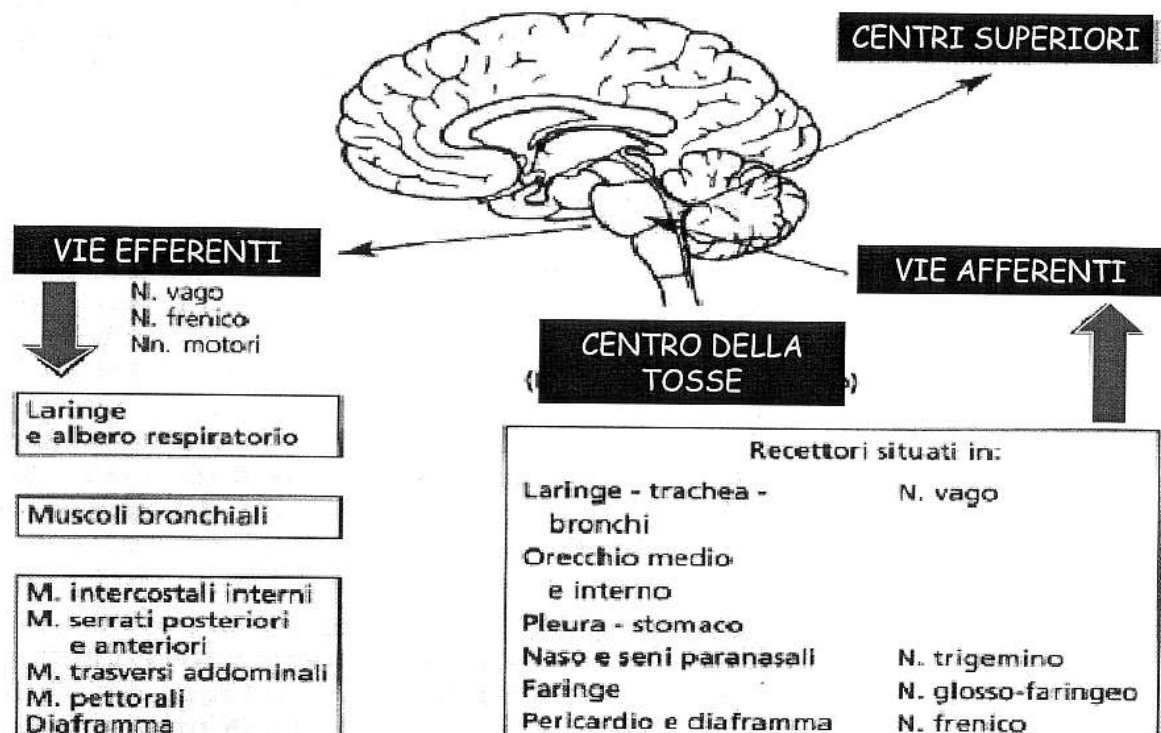 CENTRI SUPERIORI
VIE EFFERENTI
N. vago
N. frenico
Nn. motori
VIE AFFERENTI
CENTRO DELLA
TOSSE
Laringe
e albero respiratorio
Muscoli bronchiali
M. intercostali interni
M. serrati posteriori
e anteriori
M. trasversi addominali
M. pettorali
Diaframma
Recettori situati in:
Laringe - trachea - N. vago
bronchi
Orecchio medio
e interno
Pleura - stomaco
Naso e seni paranasali N. trigemino
Faringe N. glosso-faringeo
Pericardio e diaframma N. frenico